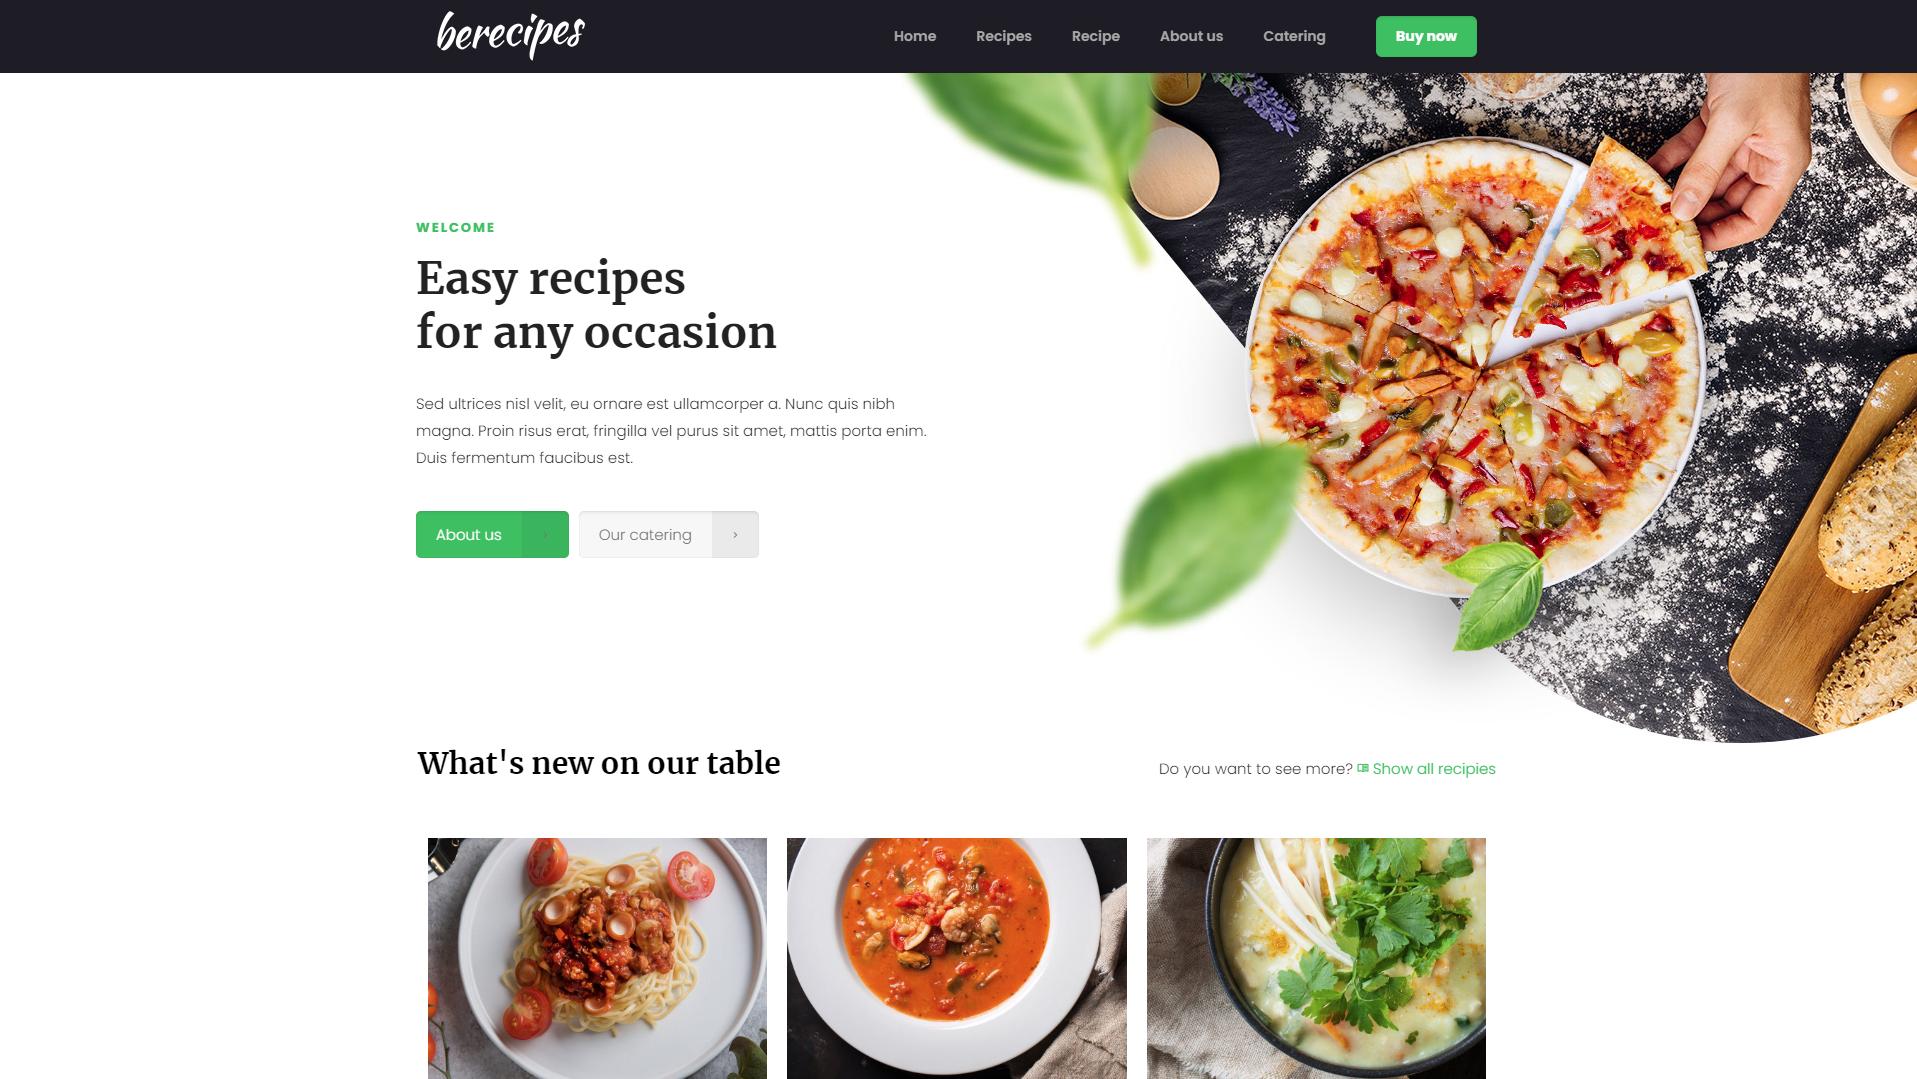 berecipes
Home Recipes Recipe About us Catering Buy now
WELCOME
Easy recipes
for any occasion
Sed ultrices nisl velit, eu ornare est ullamcorper a. Nunc quis nibh
magna. Proin risus erat, fringilla vel purus sit amet, mattis porta enim.
Duis fermentum faucibus est.
About us Our catering
What's new on our table
Do you want to see more? Show all recipies